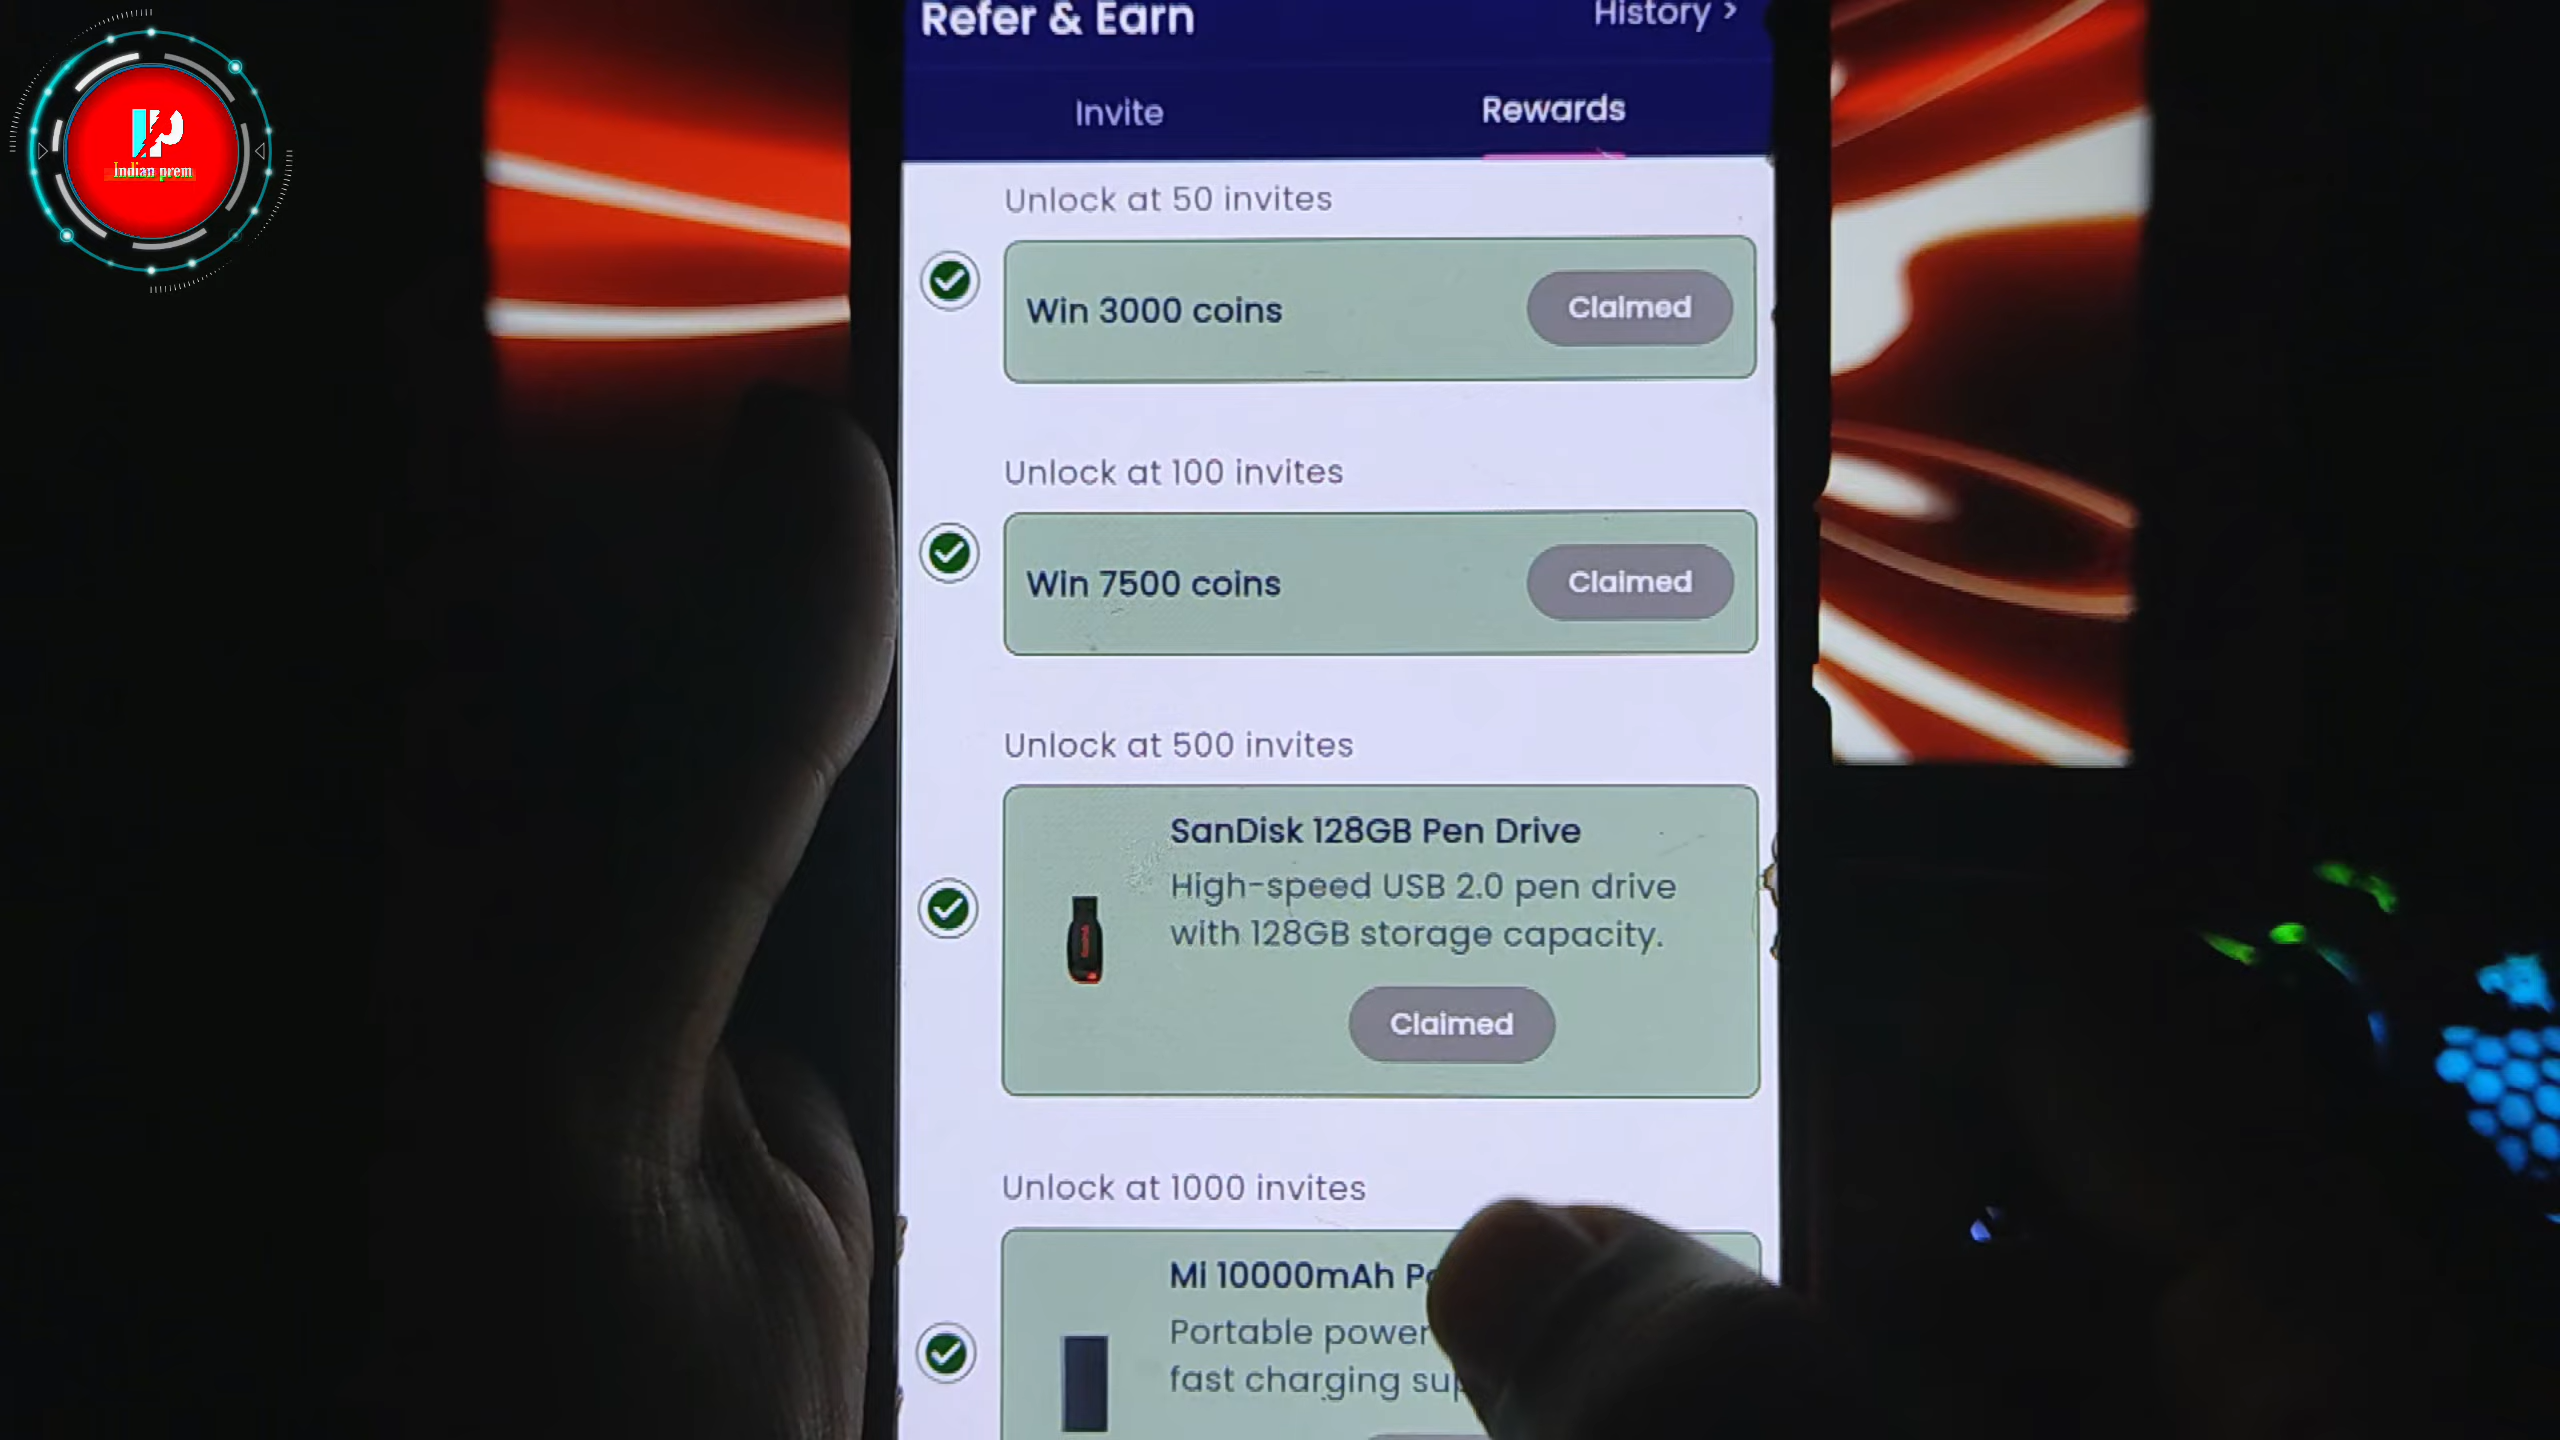 Refer & Earn
History >
Invite
Rewards
Unlock at 50 invites
Win 3000 coins
Claimed
Unlock at 100 invites
Win 7500 coins
Claimed
Unlock at 500 invites
SanDisk 128GB Pen Drive
High-speed USB 2.0 pen drive
with 128GB storage capacity.
Claimed
Unlock at 1000 invites
Mi 10000mAh
Portable power
fast charging
IP
Indian prem